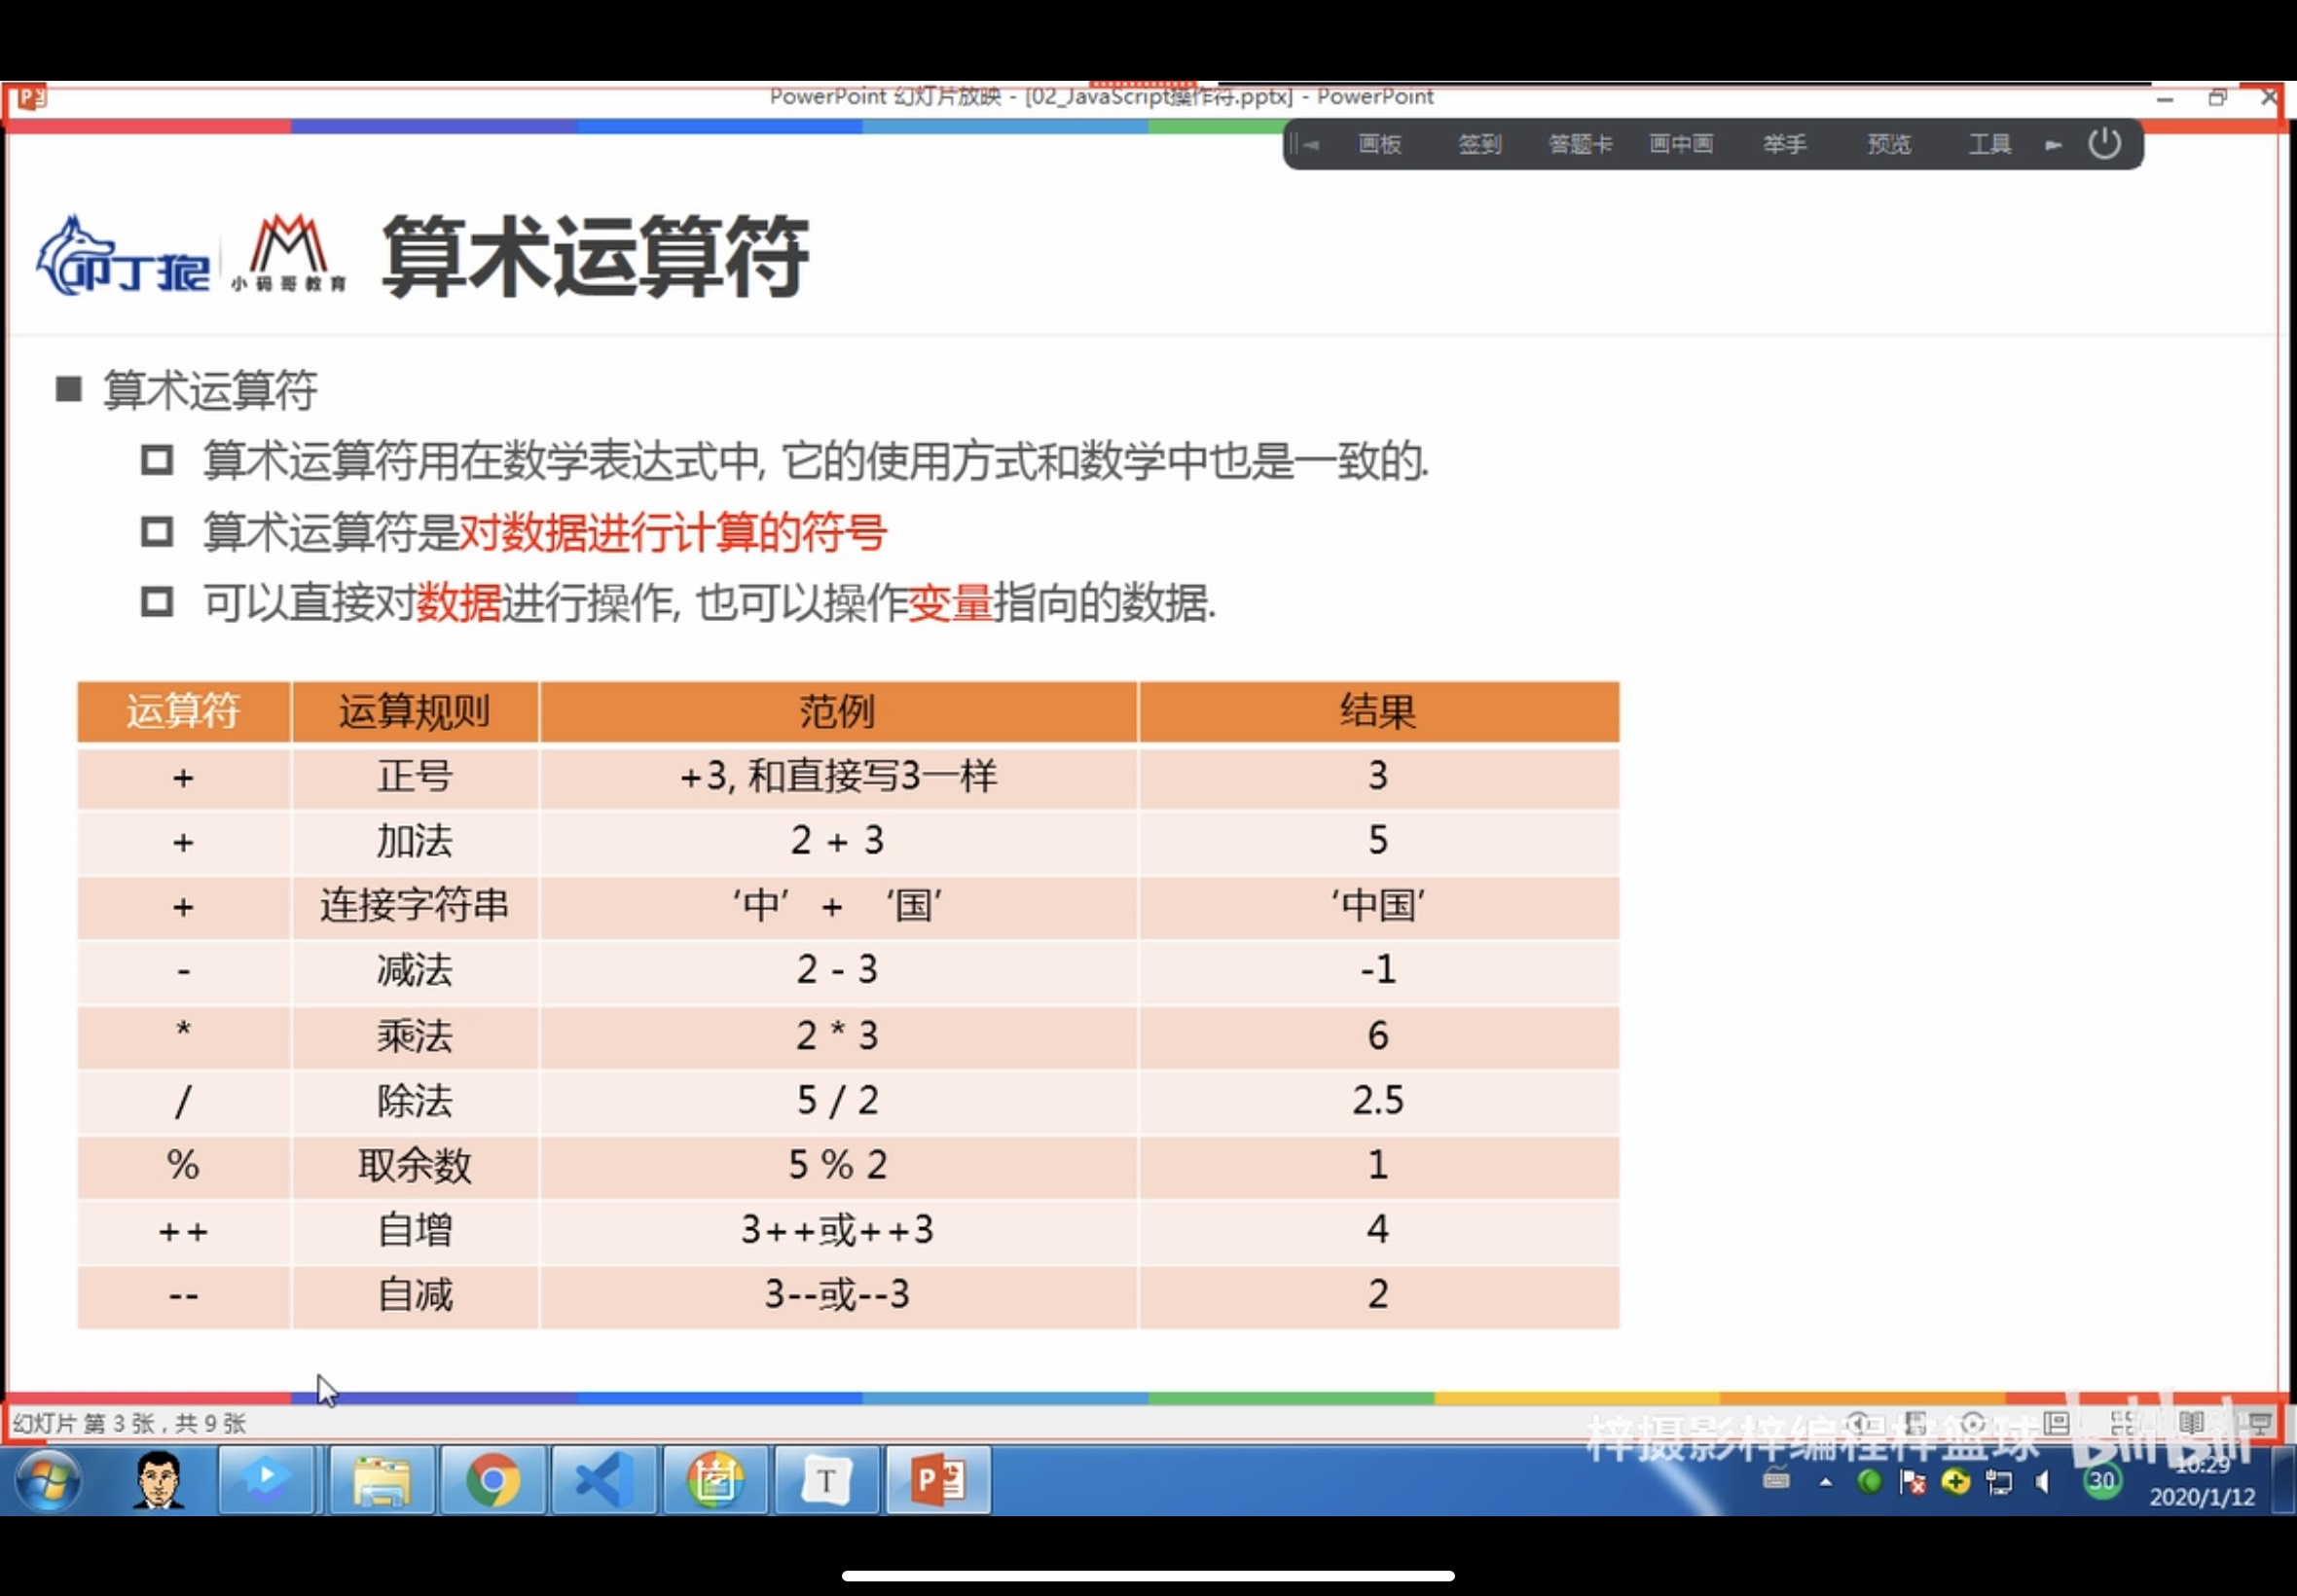 PowerPoint 幻灯片放映 - [02_JavaScript操作符.pptx] - PowerPoint
画板 签到 答题卡 画中画 举手 预览 工具
叩丁狼 小码哥教育 算术运算符
算术运算符
算术运算符用在数学表达式中, 它的使用方式和数学中也是一致的.
算术运算符是对数据进行计算的符号
可以直接对数据进行操作, 也可以操作变量指向的数据.
运算符 运算规则 范例 结果
+ 正号 +3, 和直接写3一样 3
+ 加法 2 + 3 5
+ 连接字符串 ‘中’ + ‘国’ ‘中国’
- 减法 2 - 3 -1
* 乘法 2 * 3 6
/ 除法 5 / 2 2.5
% 取余数 5 % 2 1
++ 自增 3++或++3 4
-- 自减 3--或--3 2
幻灯片 第 3 张，共 9 张
梓摄影梓编程梓篮球 bilibili
30
10:29
2020/1/12